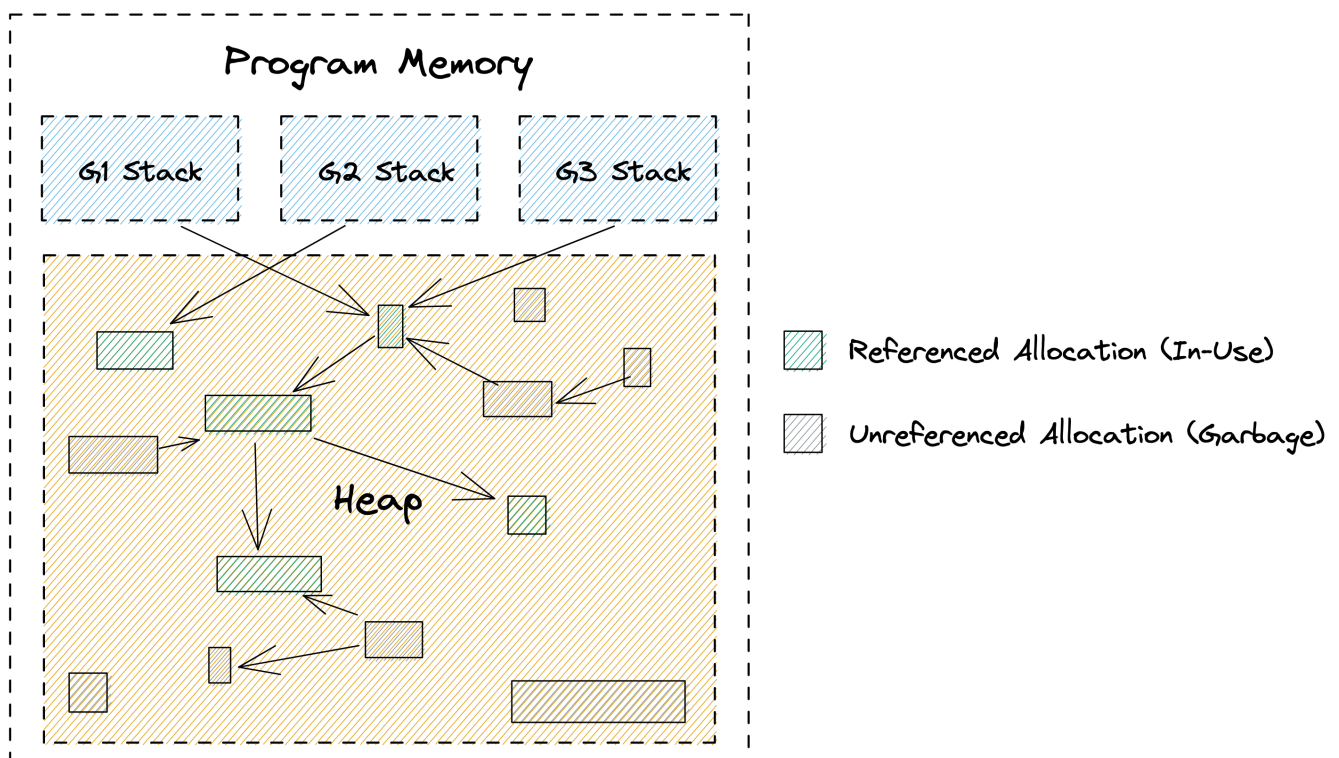 Program Memory
G1 Stack
G2 Stack
G3 Stack
Heap
Referenced Allocation (In-Use)
Unreferenced Allocation (Garbage)